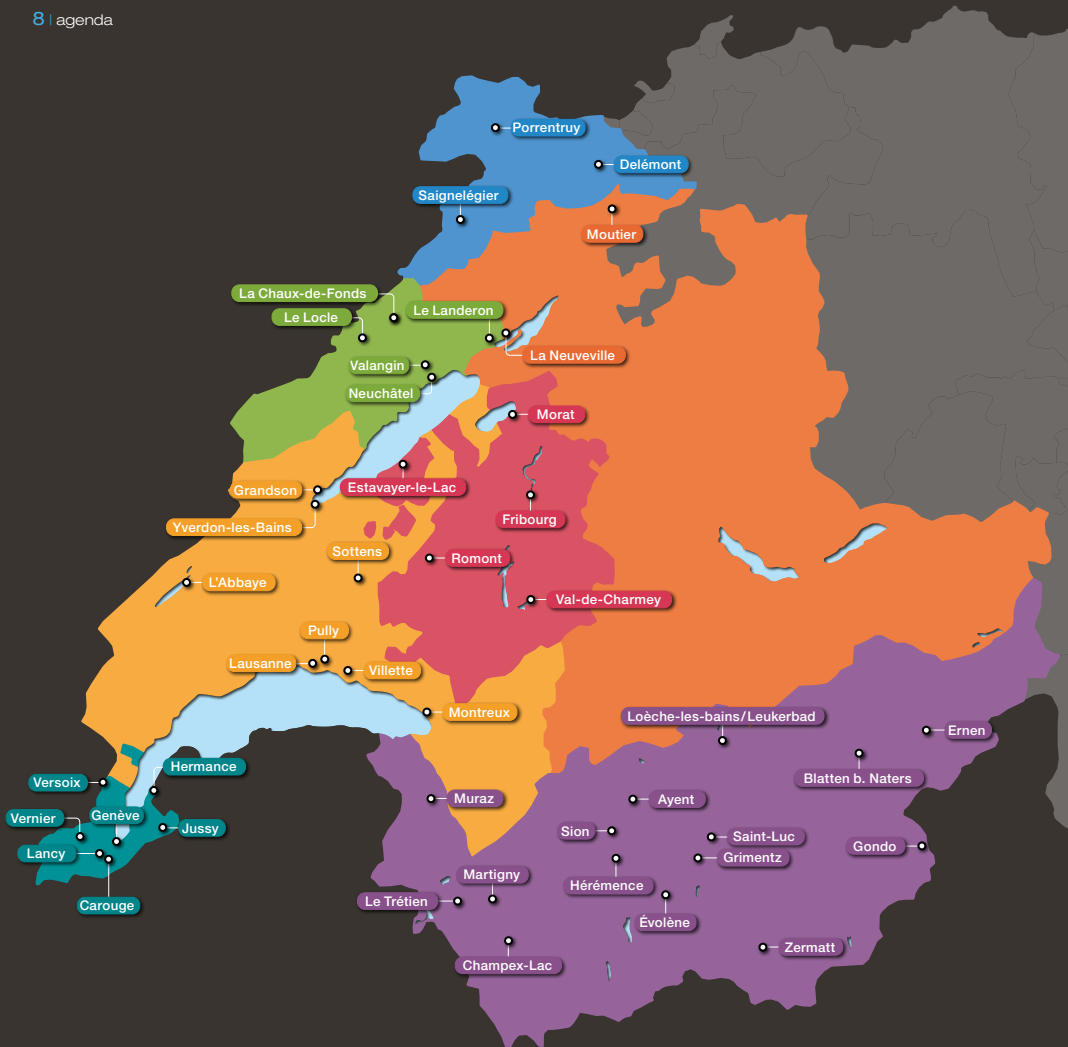 8 | agenda
Porrentruy
Delémont
Saignelégier
Moutier
La Chaux-de-Fonds
Le Locle
Le Landeron
La Neuveville
Valangin
Neuchâtel
Morat
Grandson
Estavayer-le-Lac
Yverdon-les-Bains
Fribourg
Sottens
Romont
L'Abbaye
Val-de-Charmey
Pully
Lausanne
Villette
Montreux
Loèche-les-bains/Leukerbad
Ernen
Hermance
Versoix
Blatten b. Naters
Muraz
Ayent
Vernier
Genève
Jussy
Sion
Saint-Luc
Gondo
Lancy
Grimentz
Martigny
Hérémence
Le Trétien
Carouge
Évolène
Zermatt
Champex-Lac